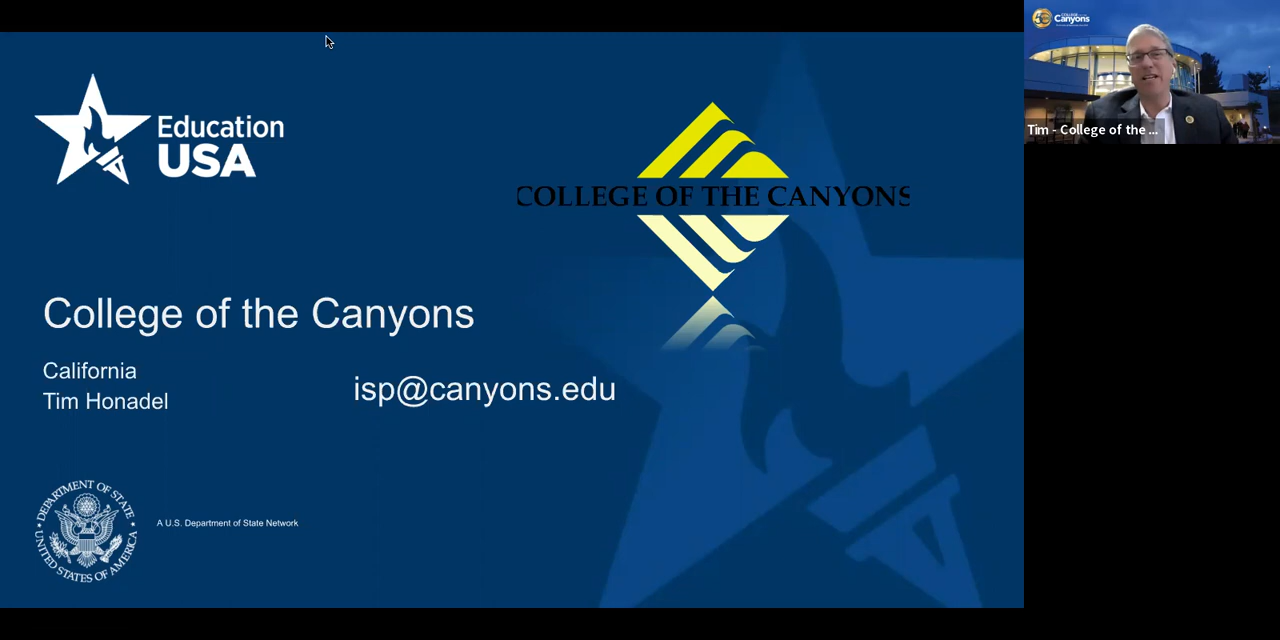 Education
USA
COLLEGE OF THE CANYONS
College of the Canyons
California
Tim Honadel
isp@canyons.edu
DEPARTMENT OF STATE
UNITED STATES OF AMERICA
A U.S. Department of State Network
Canyons
Tim - College of the ...